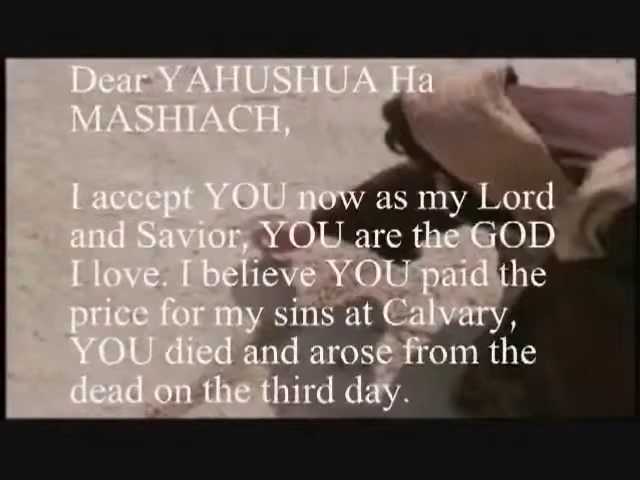 Dear YAHUSHUA Ha
MASHIACH,
I accept YOU now as my Lord
and Savior, YOU are the GOD
I love. I believe YOU paid the
price for my sins at Calvary,
YOU died and arose from the
dead on the third day.